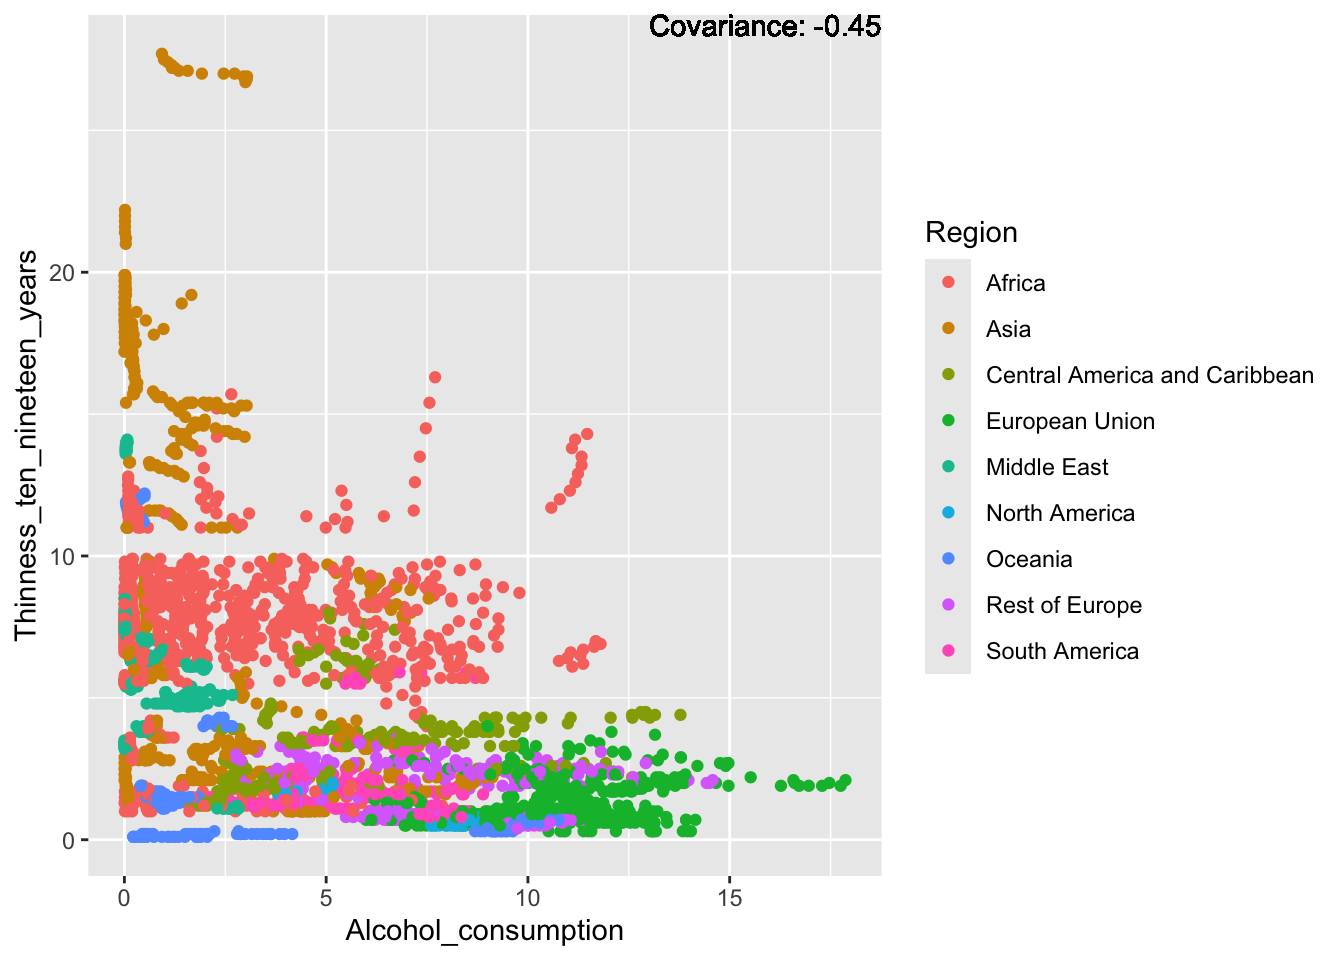 Covariance: -0.45
Thinness_ten_nineteen_years
20
10
0
0
5
10
15
Alcohol_consumption
Region
Africa
Asia
Central America and Caribbean
European Union
Middle East
North America
Oceania
Rest of Europe
South America